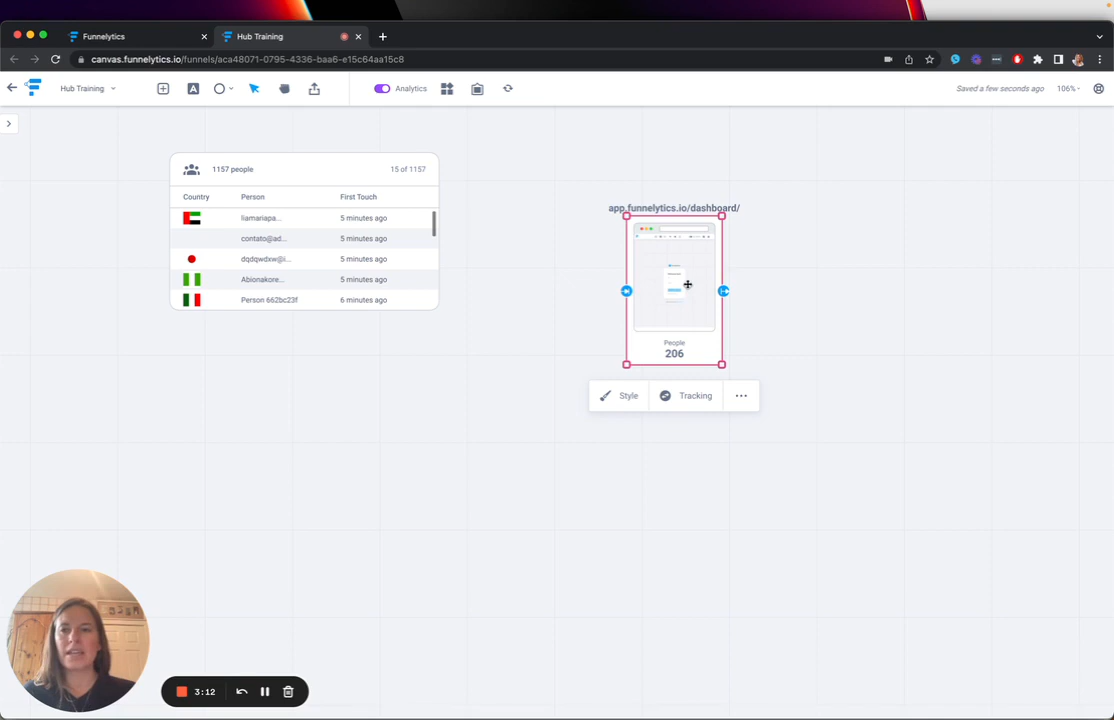 Funnelytics
Hub Training
canvas.funnelytics.io/funnels/aca48071-0795-4336-baa6-e15c64aa15c8
Hub Training
A
Analytics
Saved a few seconds ago
106%
1157 people
15 of 1157
Country Person First Touch
liamariapa... 5 minutes ago
contato@ad... 5 minutes ago
dqdqwdxw@i... 5 minutes ago
Abionakore... 5 minutes ago
Person 662bc23f 6 minutes ago
app.funnelytics.io/dashboard/
People
206
Style
Tracking
3:12